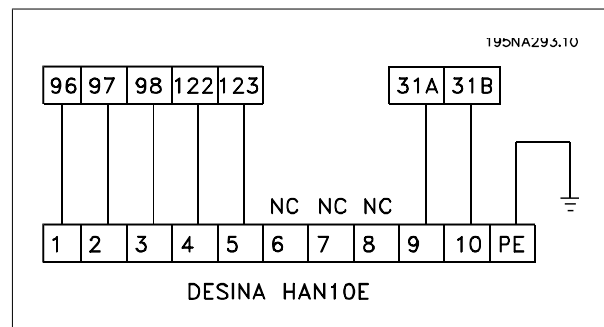 195NA293.10
96 97 98 122 123 31A 31B
NC NC NC
1 2 3 4 5 6 7 8 9 10 PE
DESINA HAN10E